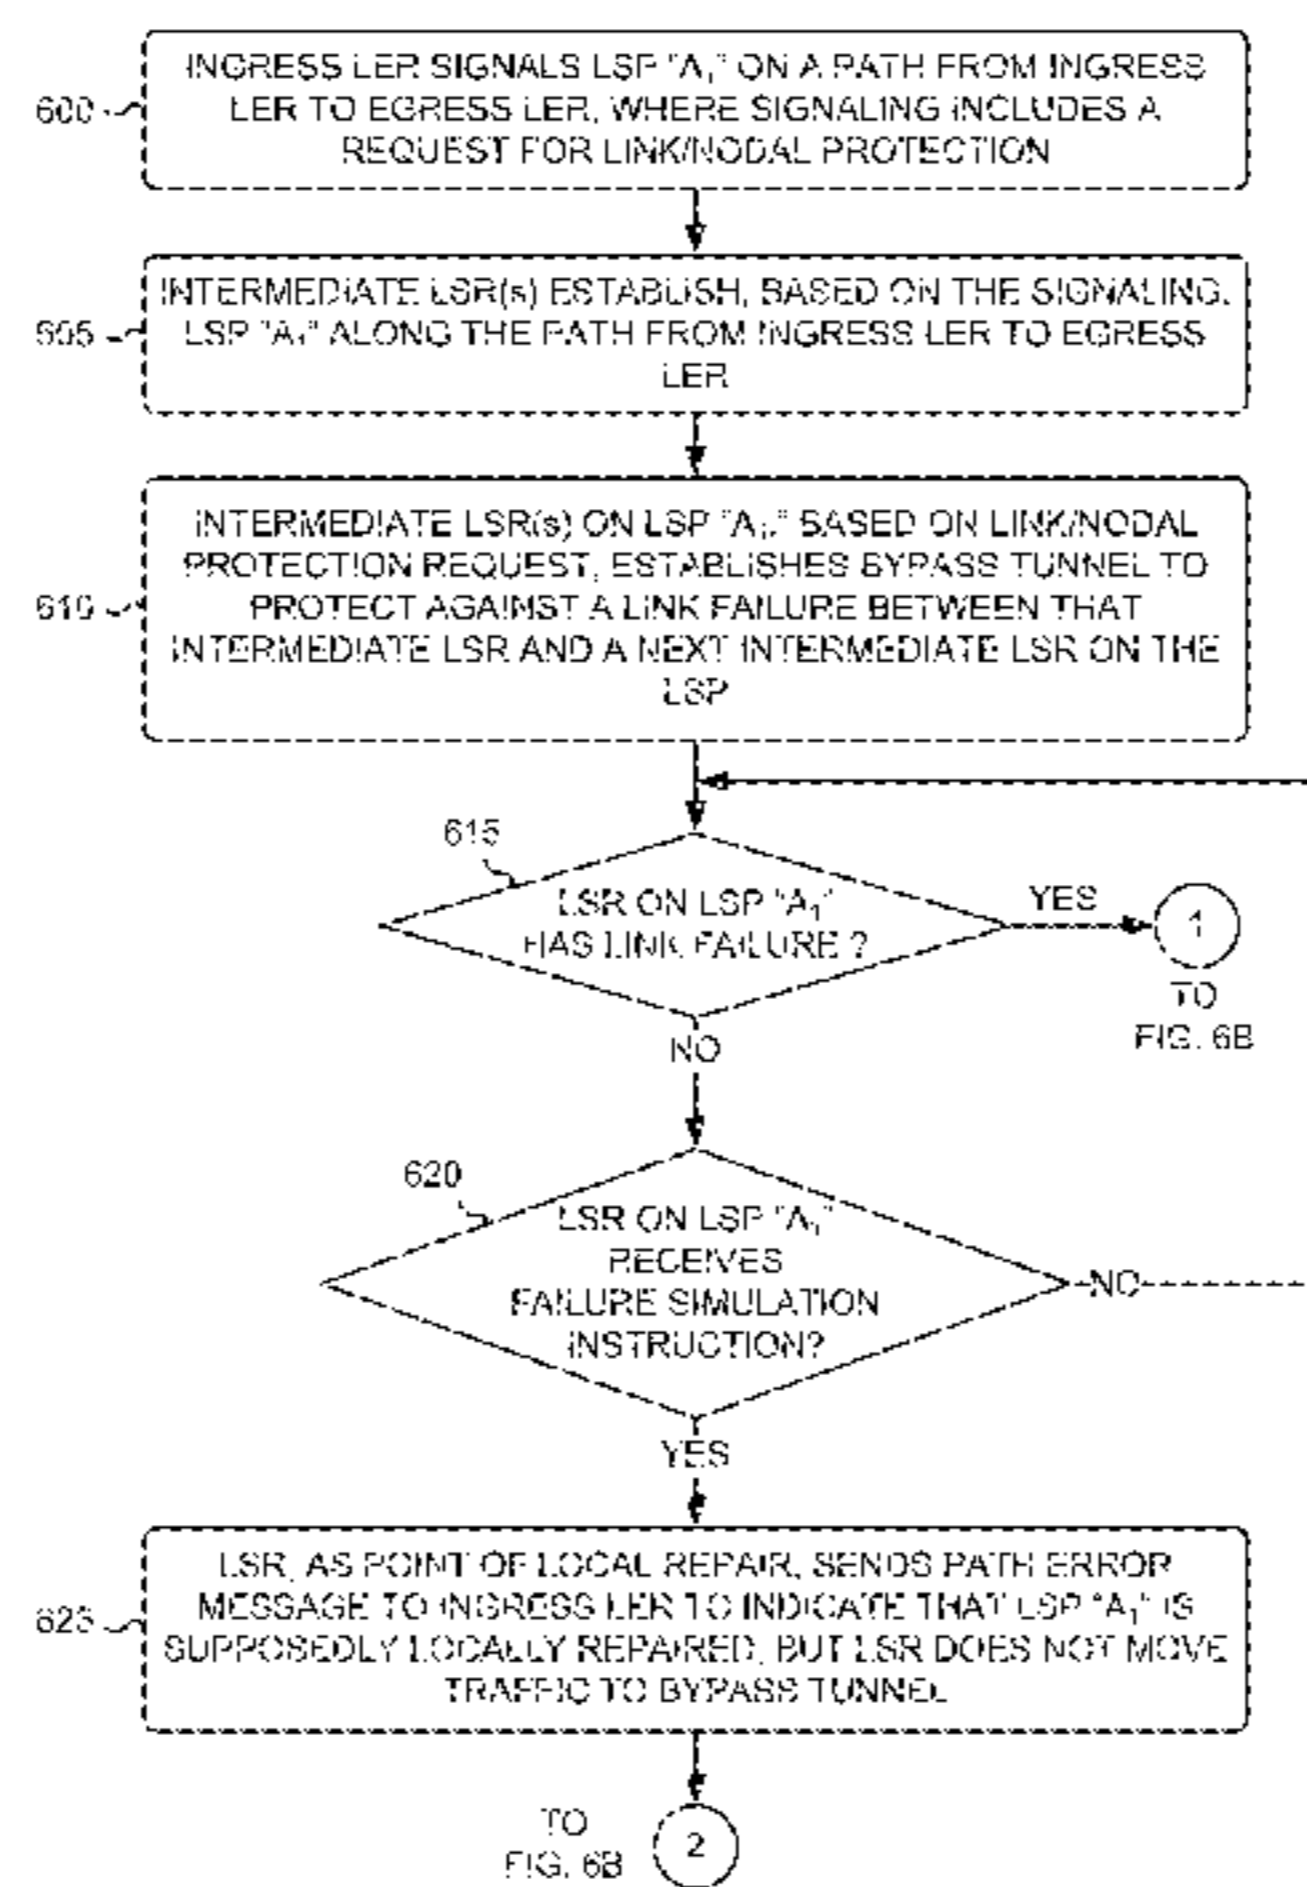 600
INGRESS LER SIGNALS LSP "A₁" ON A PATH FROM INGRESS
LER TO EGRESS LER, WHERE SIGNALING INCLUDES A
REQUEST FOR LINK/NODAL PROTECTION
605
INTERMEDIATE LSR(s) ESTABLISH, BASED ON THE SIGNALING,
LSP "A₁" ALONG THE PATH FROM INGRESS LER TO EGRESS
LER
610
INTERMEDIATE LSR(s) ON LSP "A₁," BASED ON LINK/NODAL
PROTECTION REQUEST, ESTABLISHES BYPASS TUNNEL TO
PROTECT AGAINST A LINK FAILURE BETWEEN THAT
INTERMEDIATE LSR AND A NEXT INTERMEDIATE LSR ON THE
LSP
615
LSR ON LSP "A₁"
HAS LINK FAILURE ?
YES
1
TO
FIG. 6B
NO
620
LSR ON LSP "A₁"
RECEIVES
FAILURE SIMULATION
INSTRUCTION?
NO
YES
625
LSR, AS POINT OF LOCAL REPAIR, SENDS PATH ERROR
MESSAGE TO INGRESS LER TO INDICATE THAT LSP "A₁" IS
SUPPOSEDLY LOCALLY REPAIRED, BUT LSR DOES NOT MOVE
TRAFFIC TO BYPASS TUNNEL
TO
FIG. 6B
2